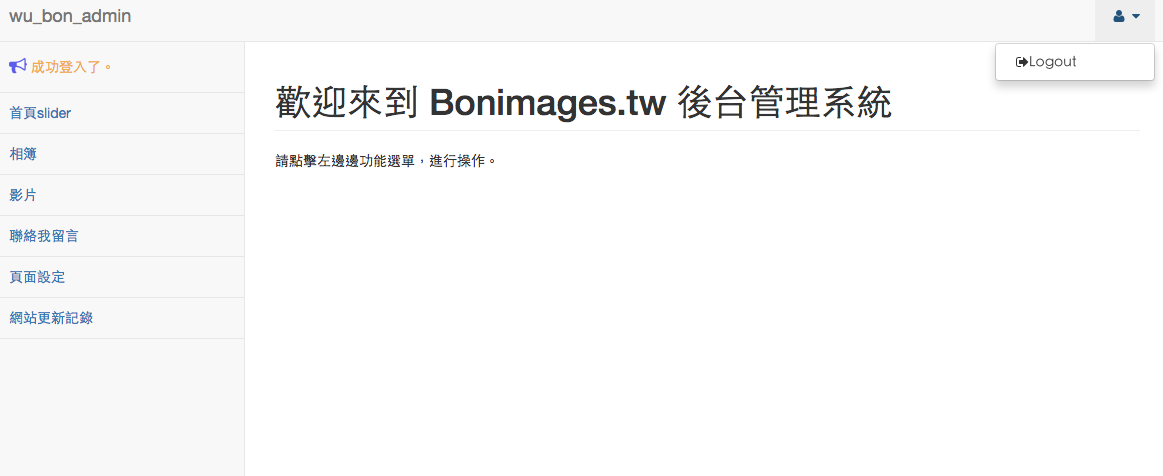 wu_bon_admin
Logout
成功登入了。
首頁slider
相簿
影片
聯絡我留言
頁面設定
網站更新記錄
歡迎來到 Bonimages.tw 後台管理系統
請點擊左邊邊功能選單，進行操作。